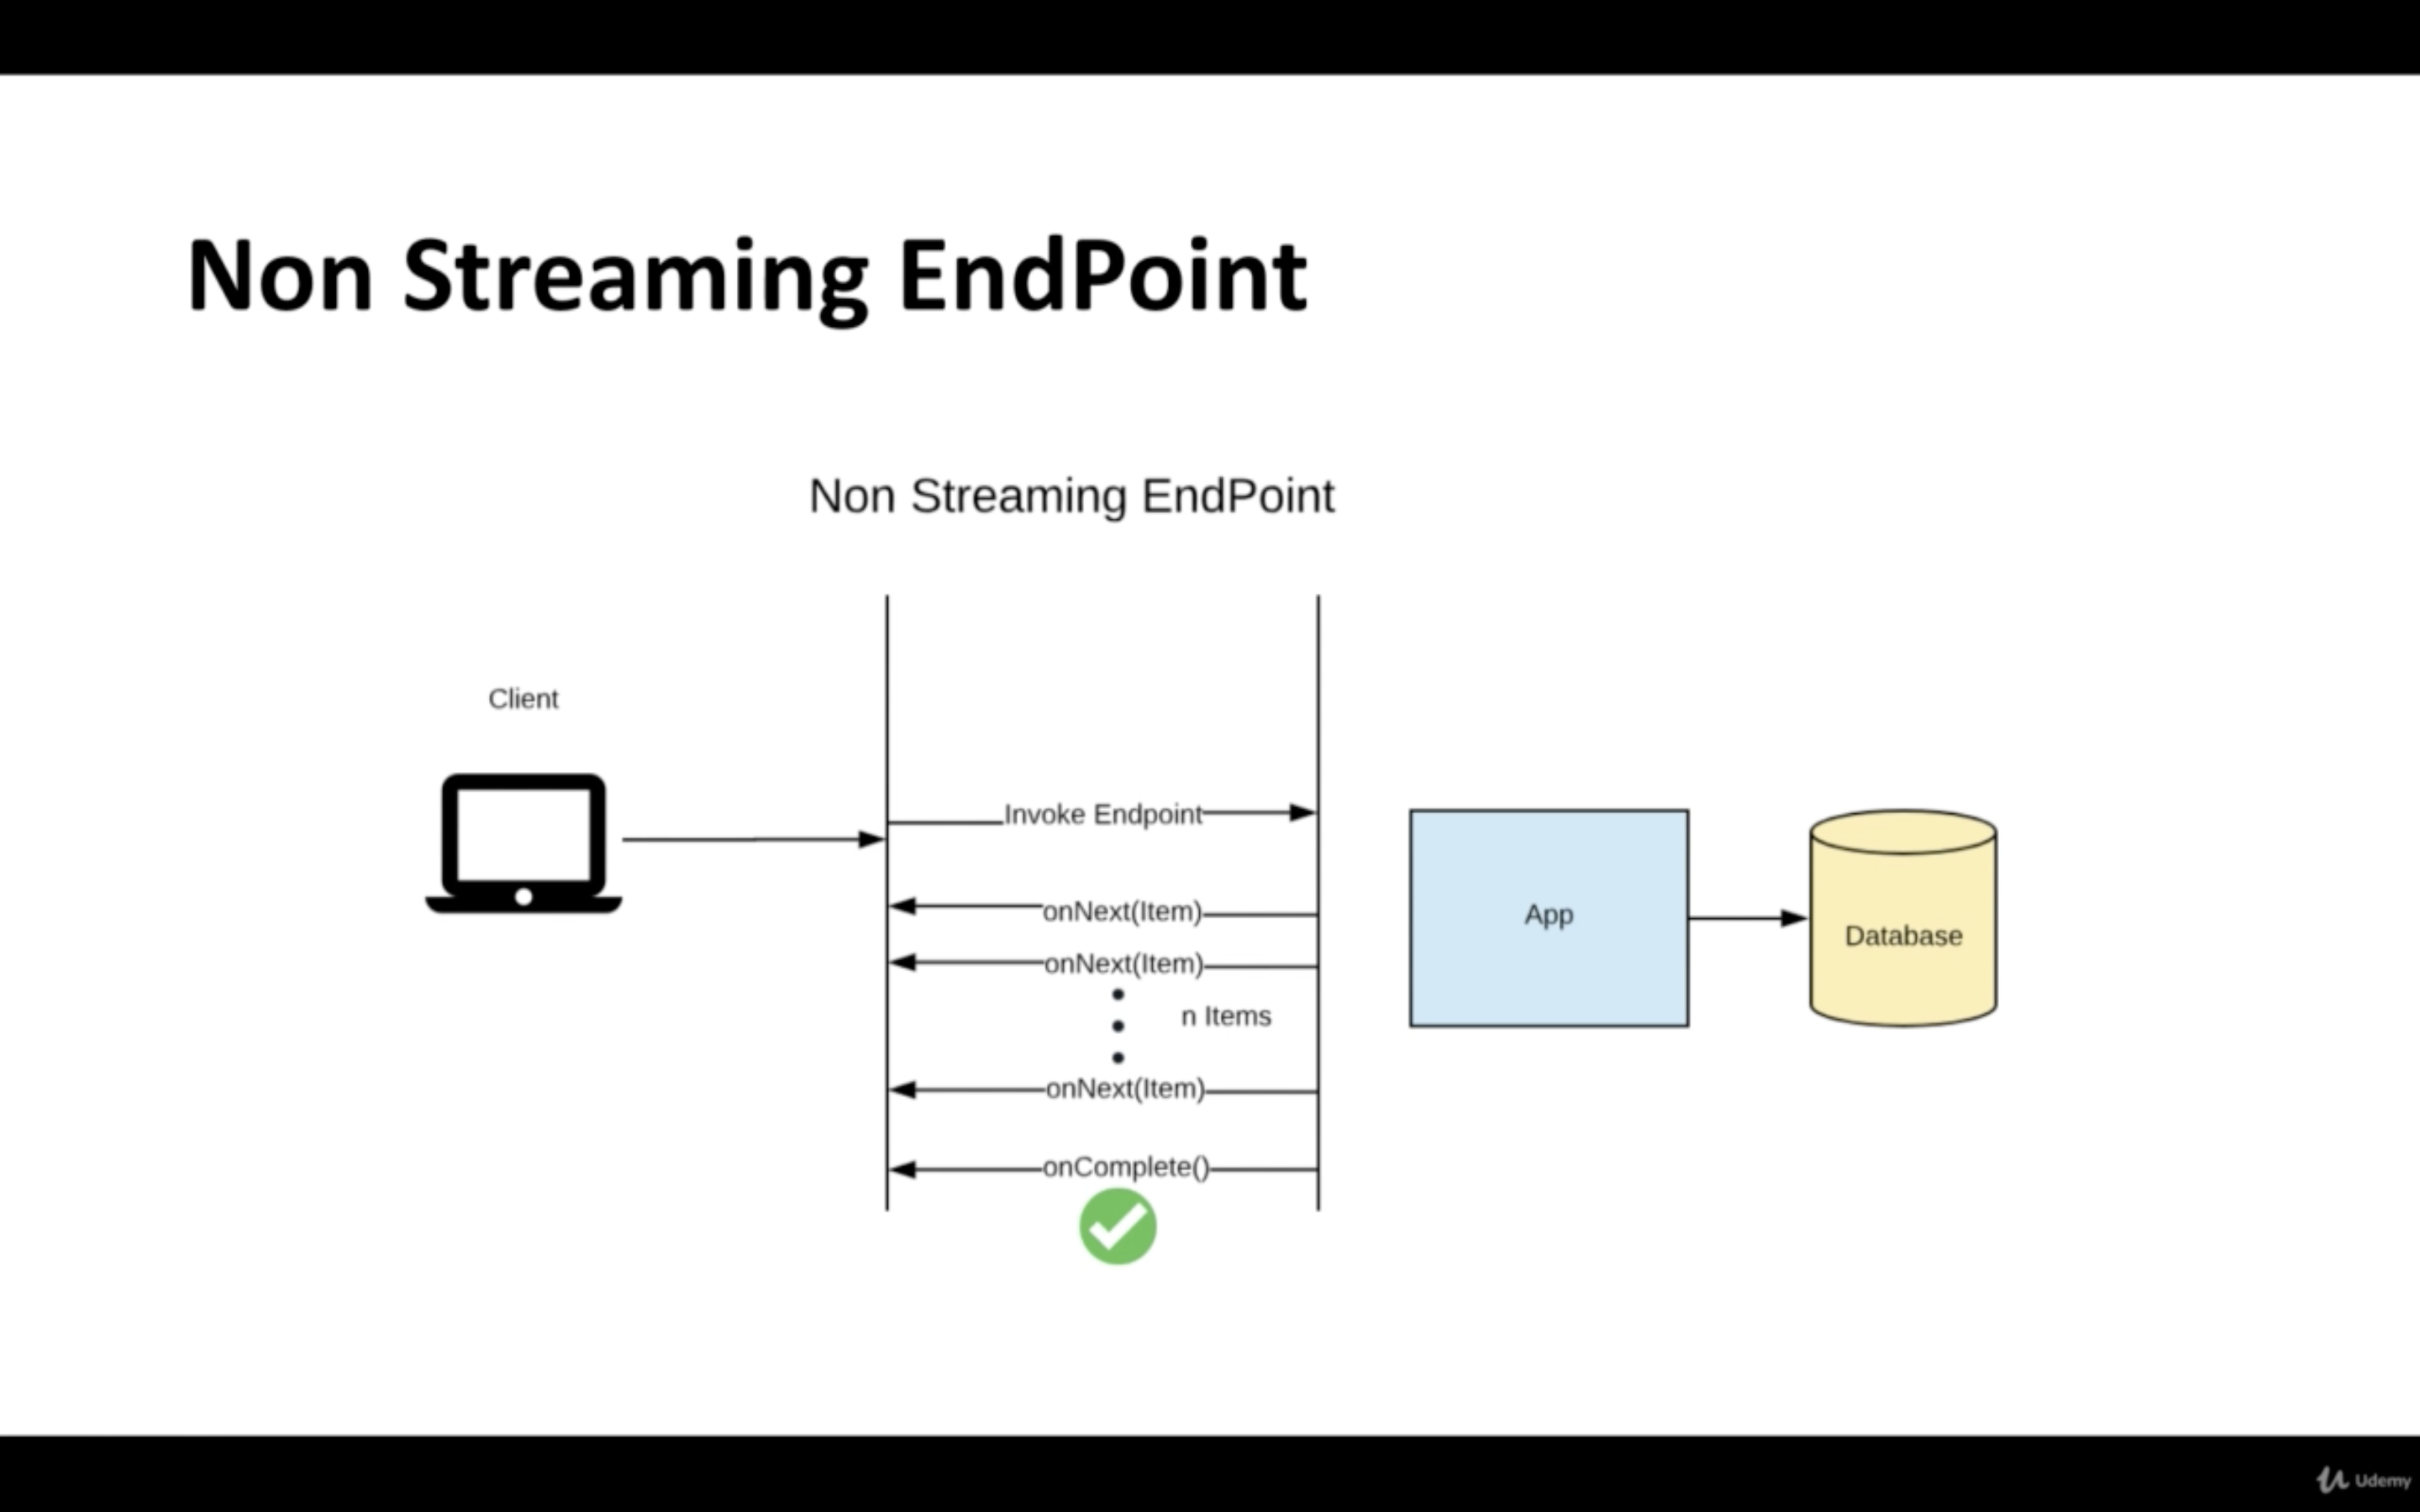 Non Streaming EndPoint
Non Streaming EndPoint
Client
Invoke Endpoint
onNext(Item)
App
Database
onNext(Item)
n Items
onNext(Item)
onComplete()
Udemy